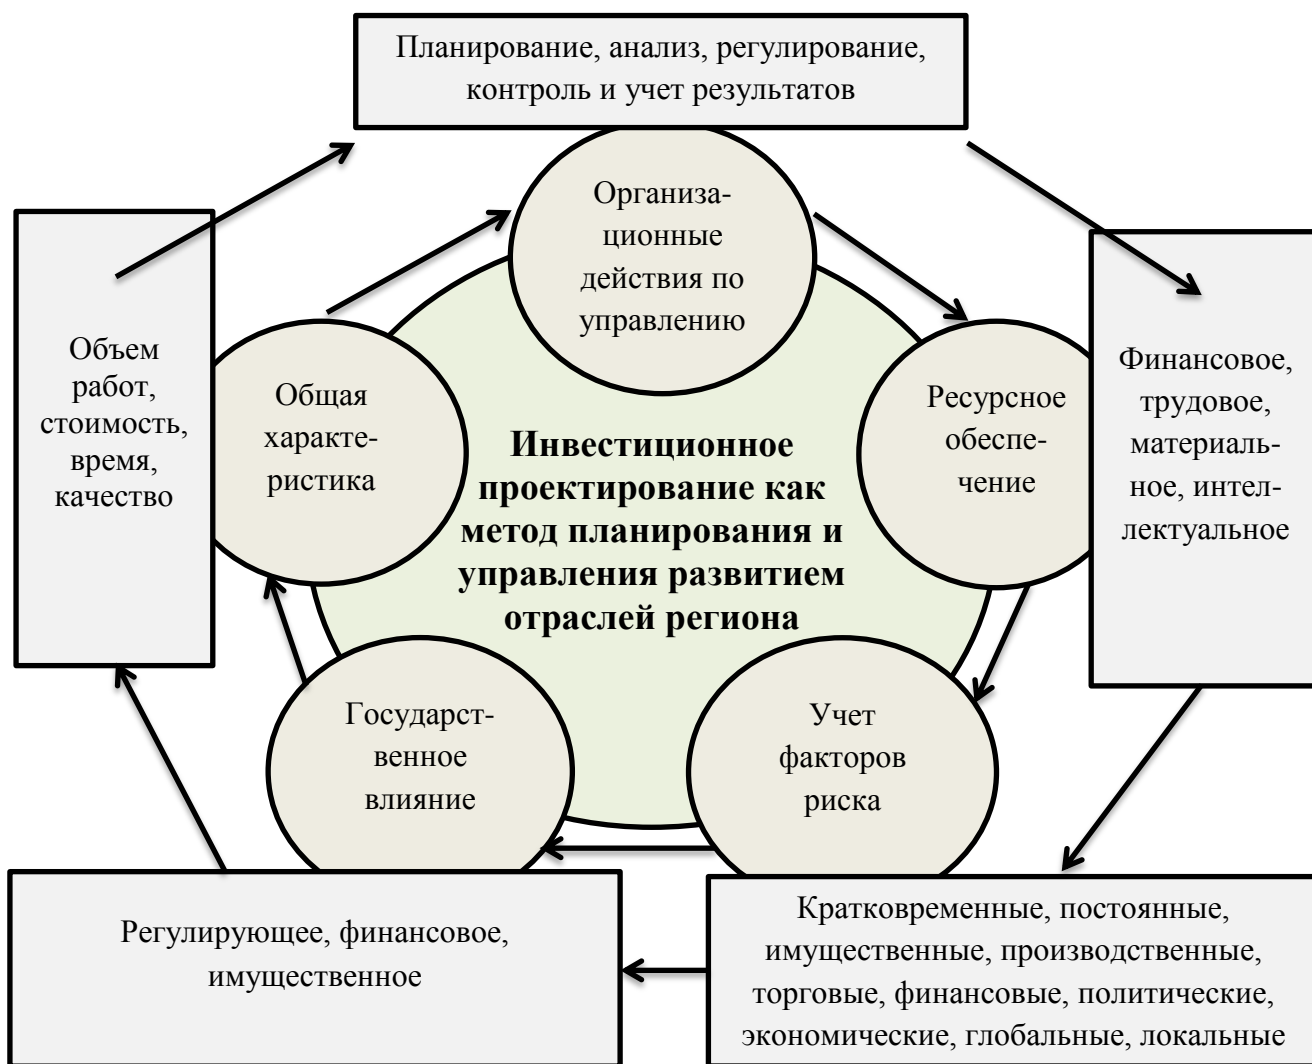 Планирование, анализ, регулирование,
контроль и учет результатов
Организа-
ционные
действия по
управлению
Объем
работ,
стоимость,
время,
качество
Общая
характе-
ристика
Ресурсное
обеспе-
чение
Финансовое,
трудовое,
материаль-
ное, интел-
лектуальное
Инвестиционное
проектирование как
метод планирования и
управления развитием
отраслей региона
Государст-
венное
влияние
Учет
факторов
риска
Регулирующее, финансовое,
имущественное
Кратковременные, постоянные,
имущественные, производственные,
торговые, финансовые, политические,
экономические, глобальные, локальные